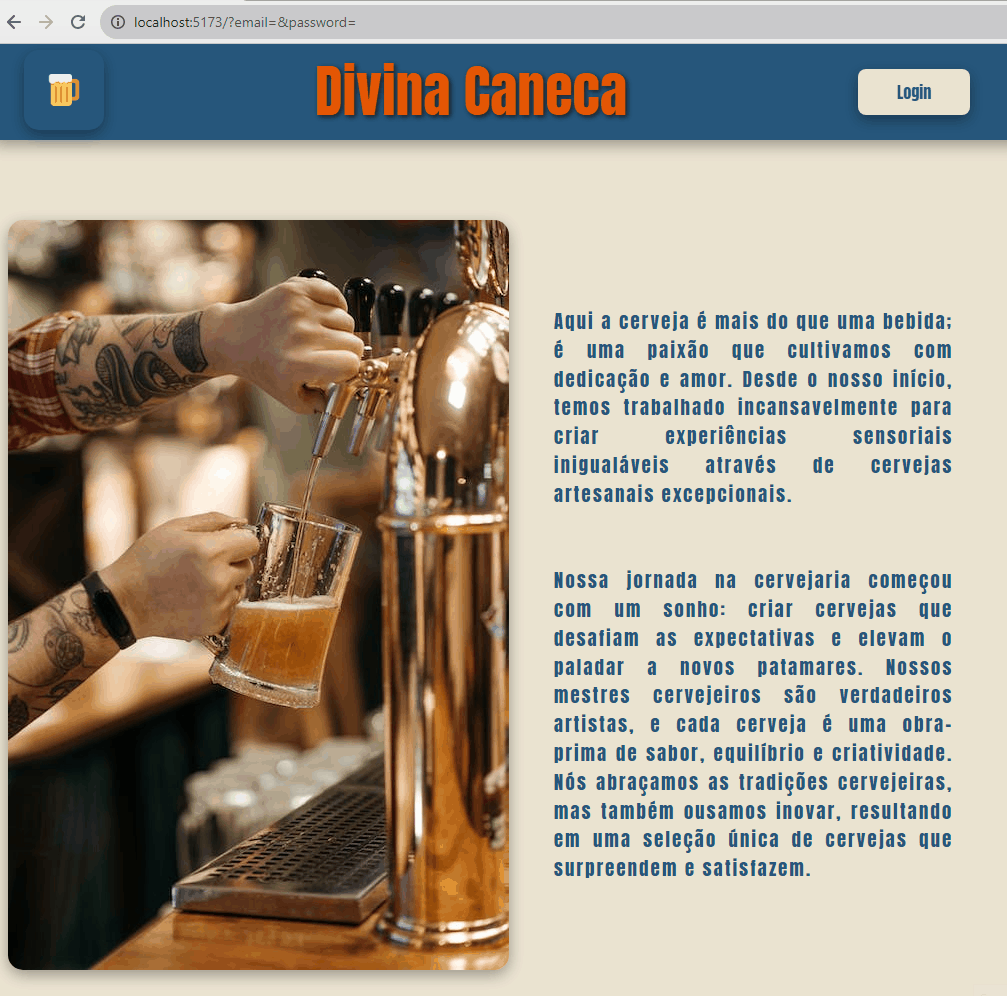 localhost:5173/?email=&password=
Divina Caneca
Login
Aqui a cerveja é mais do que uma bebida;
é uma paixão que cultivamos com
dedicação e amor. Desde o nosso início,
temos trabalhado incansavelmente para
criar experiências sensoriais
inigualáveis através de cervejas
artesanais excepcionais.
Nossa jornada na cervejaria começou
com um sonho: criar cervejas que
desafiam as expectativas e elevam o
paladar a novos patamares. Nossos
mestres cervejeiros são verdadeiros
artistas, e cada cerveja é uma obra-
prima de sabor, equilíbrio e criatividade.
Nós abraçamos as tradições cervejeiras,
mas também ousamos inovar, resultando
em uma seleção única de cervejas que
surpreendem e satisfazem.